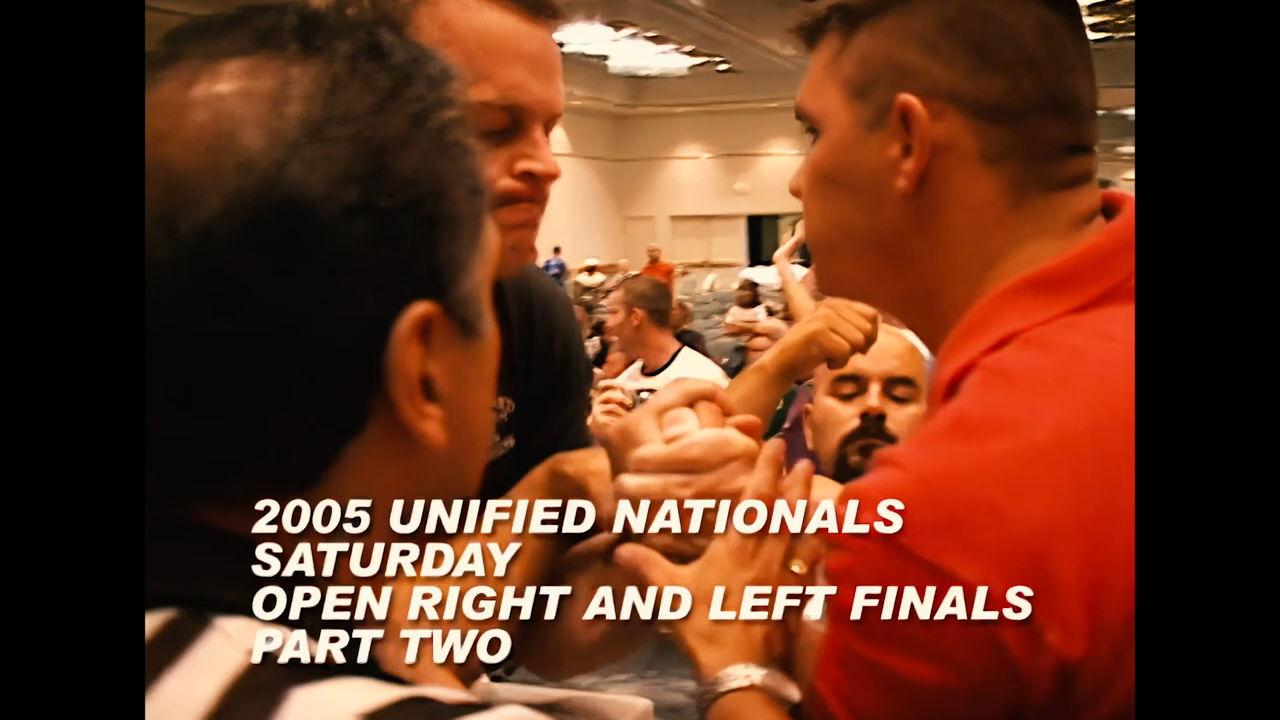 2005 UNIFIED NATIONALS
SATURDAY
OPEN RIGHT AND LEFT FINALS
PART TWO